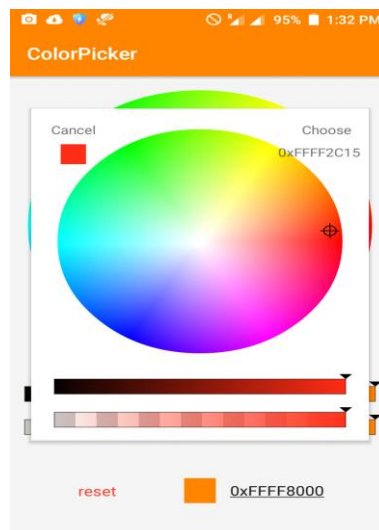 95% 1:32 PM
ColorPicker
Cancel Choose
0xFFFF2C15
reset 0xFFFF8000